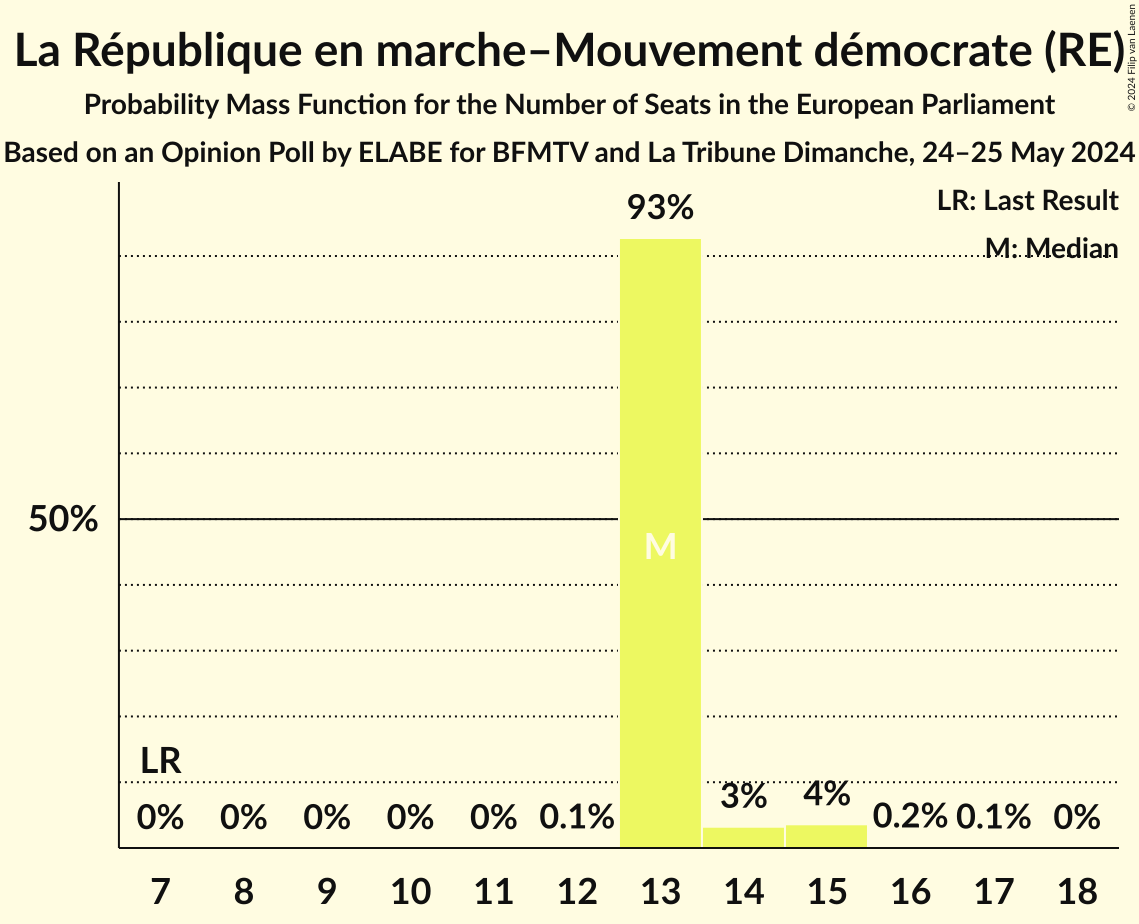 La République en marche–Mouvement démocrate (RE)
© 2024 Filip van Laenen
Probability Mass Function for the Number of Seats in the European Parliament
Based on an Opinion Poll by ELABE for BFMTV and La Tribune Dimanche, 24–25 May 2024
LR: Last Result
M: Median
93%
50%
M
LR
0% 0% 0% 0% 0% 0.1% 3% 4% 0.2% 0.1% 0%
7 8 9 10 11 12 13 14 15 16 17 18